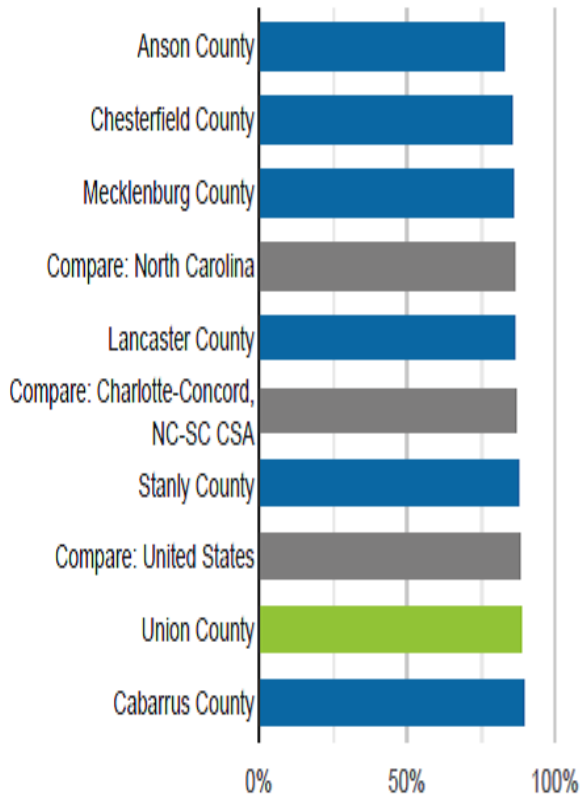 Anson County
Chesterfield County
Mecklenburg County
Compare: North Carolina
Lancaster County
Compare: Charlotte-Concord,
NC-SC CSA
Stanly County
Compare: United States
Union County
Cabarrus County
0% 50% 100%